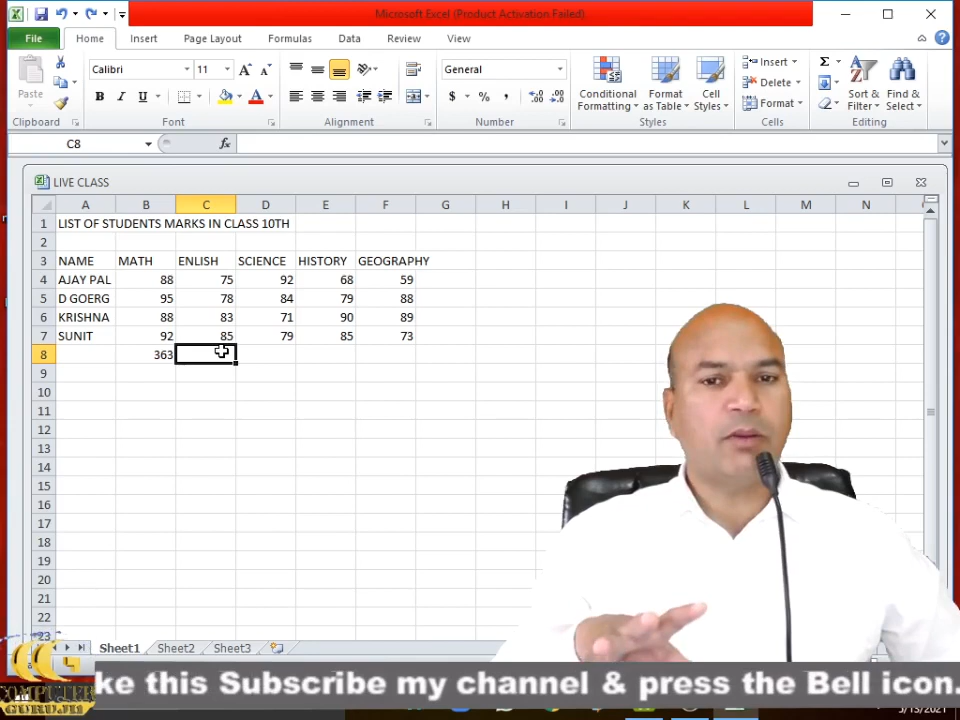 Microsoft Excel (Product Activation Failed)
File Home Insert Page Layout Formulas Data Review View
Paste
Calibri 11
General
Conditional Formatting
Format as Table
Cell Styles
Insert
Delete
Format
Sort & Filter
Find & Select
B I U A $ % ,
Clipboard Font Alignment Number Styles Cells Editing
C8 fx
LIVE CLASS
A B C D E F G H I J K L M N
1 LIST OF STUDENTS MARKS IN CLASS 10TH
2
3 NAME MATH ENLISH SCIENCE HISTORY GEOGRAPHY
4 AJAY PAL 88 75 92 68 59
5 D GOERG 95 78 84 79 88
6 KRISHNA 88 83 71 90 89
7 SUNIT 92 85 79 85 73
8 363
9
10
11
12
13
14
15
16
17
18
19
20
21
22
23
Sheet1 Sheet2 Sheet3
ke this Subscribe my channel & press the Bell icon.
COMPUTER
GURUJI